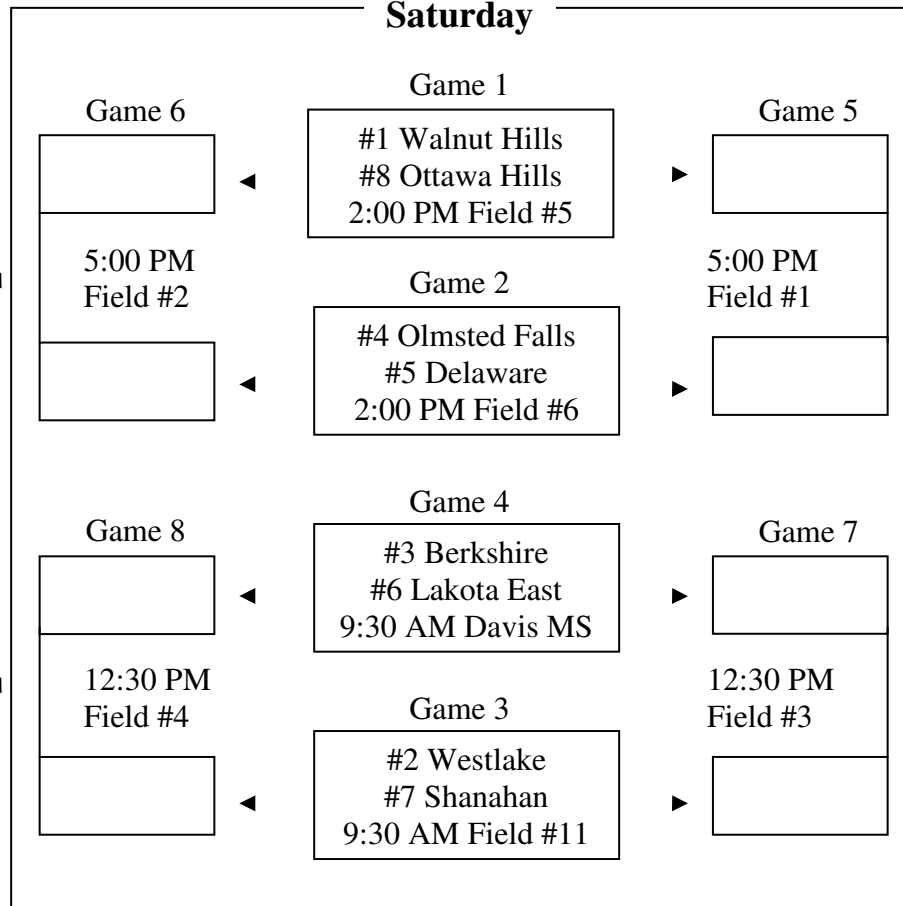 Saturday
Game 1
Game 6
Game 5
#1 Walnut Hills
#8 Ottawa Hills
2:00 PM Field #5
5:00 PM
Field #2
5:00 PM
Field #1
Game 2
#4 Olmsted Falls
#5 Delaware
2:00 PM Field #6
Game 4
Game 8
Game 7
#3 Berkshire
#6 Lakota East
9:30 AM Davis MS
12:30 PM
Field #4
12:30 PM
Field #3
Game 3
#2 Westlake
#7 Shanahan
9:30 AM Field #11